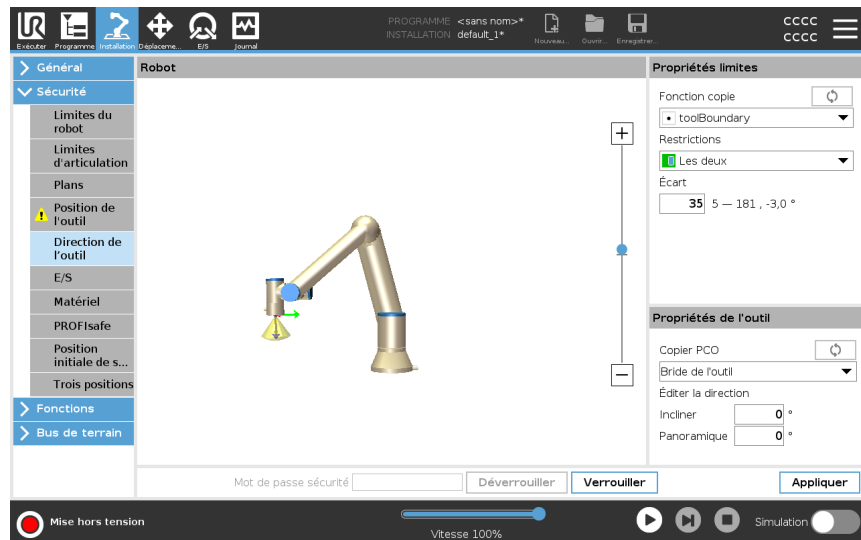 PROGRAMME <sans nom>*
INSTALLATION default_1*
Exécuter Programme Installation Déplaceme... E/S Journal Nouveau... Ouvrir... Enregistrer...
cccc
cccc
Général
Sécurité
Limites du
robot
Limites
d'articulation
Plans
Position de
l'outil
Direction de
l'outil
E/S
Matériel
PROFIsafe
Position
initiale de s...
Trois positions
Fonctions
Bus de terrain
Robot
Propriétés limites
Fonction copie
toolBoundary
Restrictions
Les deux
Écart
35 5 — 181 , -3,0 °
Propriétés de l'outil
Copier PCO
Bride de l'outil
Éditer la direction
Incliner 0 °
Panoramique 0 °
Mot de passe sécurité Déverrouiller Verrouiller Appliquer
Mise hors tension
Vitesse 100%
Simulation